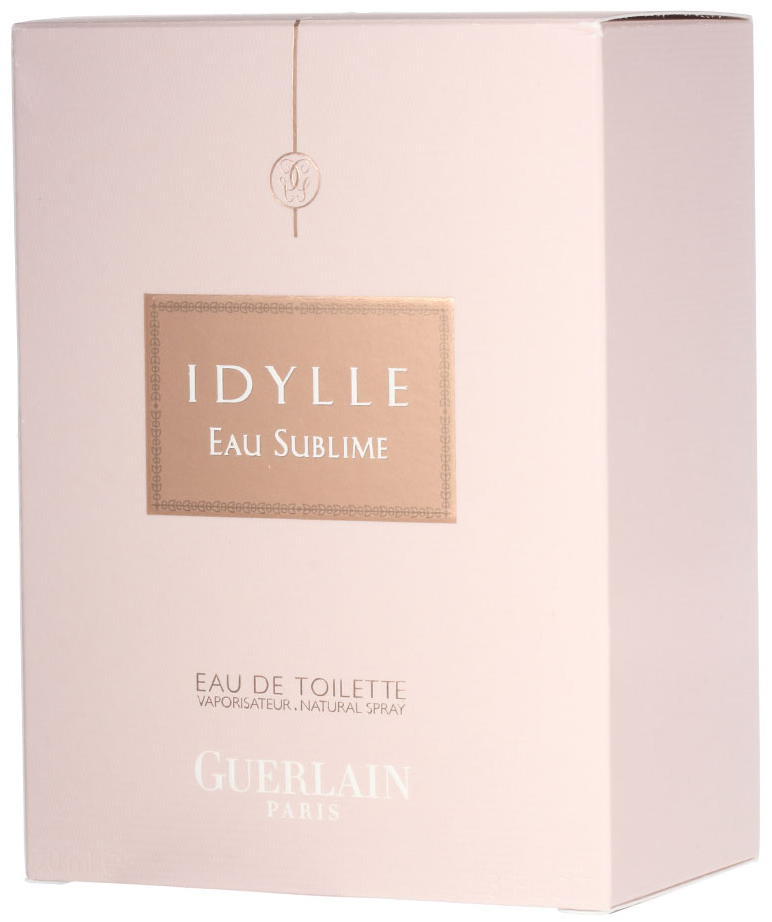 IDYLLE
EAU SUBLIME
EAU DE TOILETTE
VAPORISATEUR . NATURAL SPRAY
GUERLAIN
PARIS